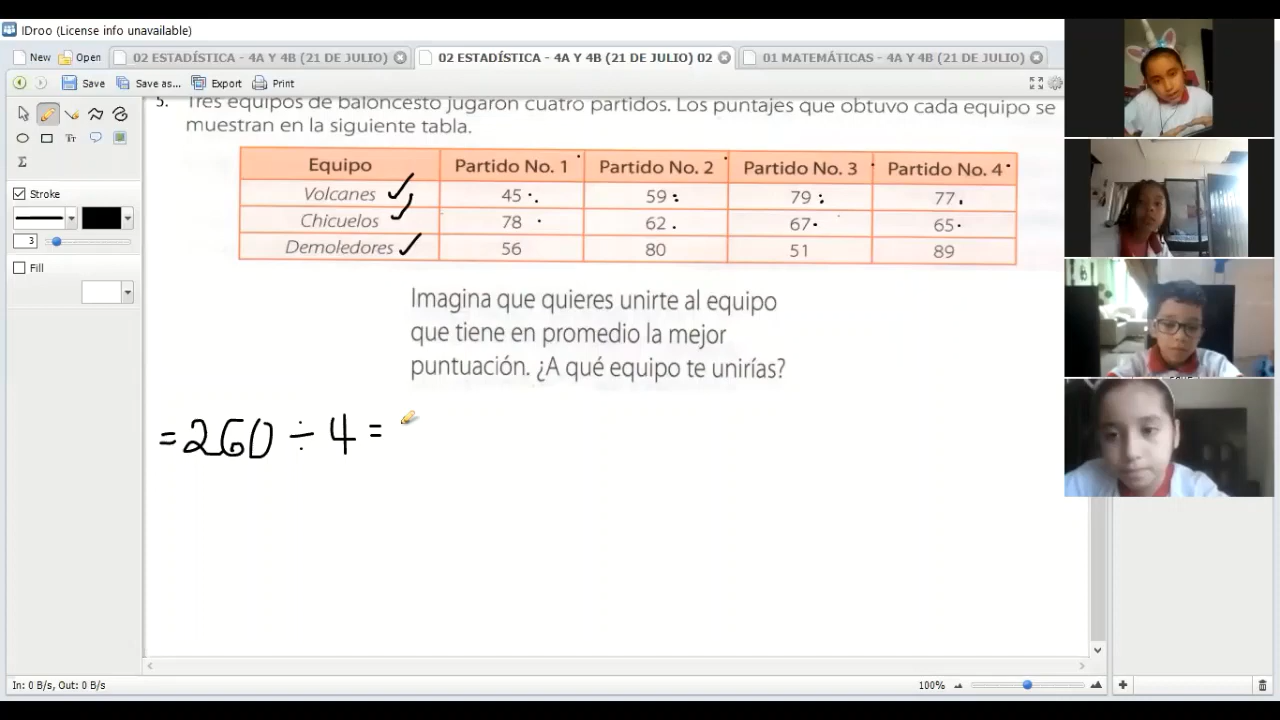 IDroo (License info unavailable)
New Open 02 ESTADÍSTICA - 4A Y 4B (21 DE JULIO) 02 ESTADÍSTICA - 4A Y 4B (21 DE JULIO) 02 01 MATEMÁTICAS - 4A Y 4B (21 DE JULIO)
Save Save as... Export Print
5. Tres equipos de baloncesto jugaron cuatro partidos. Los puntajes que obtuvo cada equipo se
muestran en la siguiente tabla.
Equipo Partido No. 1 Partido No. 2 Partido No. 3 Partido No. 4
Volcanes 45 59 79 77
Chicuelos 78 62 67 65
Demoledores 56 80 51 89
Imagina que quieres unirte al equipo
que tiene en promedio la mejor
puntuación. ¿A qué equipo te unirías?
= 260 ÷ 4 =
Tr
Σ
Stroke
3
Fill
In: 0 B/s, Out: 0 B/s 100%